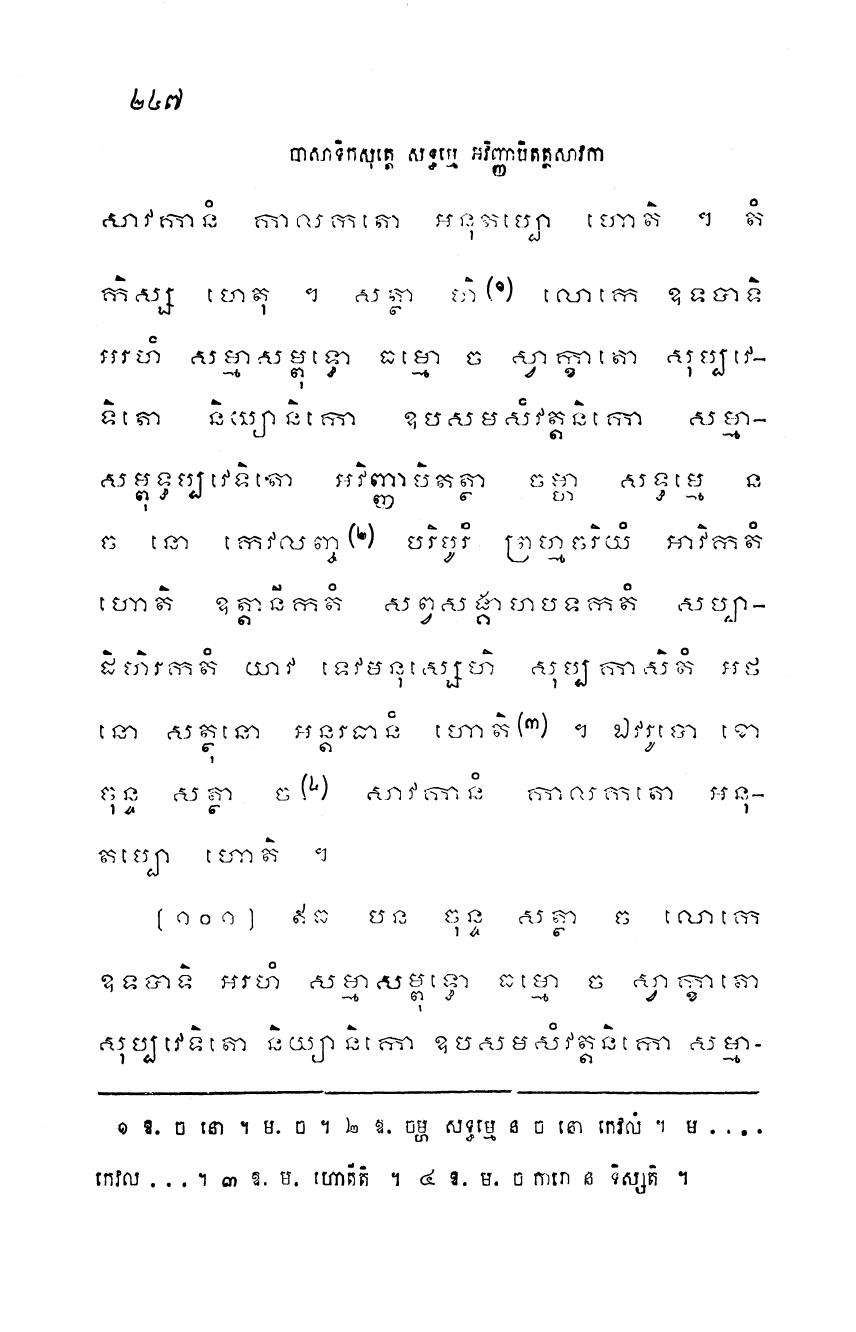 ២៤៧
បាសាទិកសុត្តេ សទ្ធម្មេ អវិញ្ញាបិតត្ថសាវកា
សាវកានំ កាលកតោ អនុតប្បោ ហោតិ ។ តំ
កិស្ស ហេតុ ។ សត្ថា ហិ(១) លោកេ ឧទបាទិ
អរហំ សម្មាសម្ពុទ្ធោ ធម្មោ ច ស្វាក្ខាតោ សុប្បវេ-
ទិតោ និយ្យានិកោ ឧបសមសំវត្តនិកោ សម្មា-
សម្ពុទ្ធប្បវេទិតោ អវិញ្ញាបិតត្ថា ចម្ហា សទ្ធម្មេ ន
ច នោ កេវលញ្ច(២) បរិបូរំ ព្រហ្មចរិយំ អាវិកតំ
ហោតិ ឧត្តានីកតំ សព្វសង្គាហបទកតំ សប្បា-
ដិហិរកតំ យាវ ទេវមនុស្សេហិ សុប្បកាសិតំ អថ
នោ សត្ថុនោ អន្តរធានំ ហោតិ(៣) ។ ឯវរូបោ ខោ
ចុន្ទ សត្ថា ច(៤) សាវកានំ កាលកតោ អនុ-
តប្បោ ហោតិ ។
[១០១] ឥធ បន ចុន្ទ សត្ថា ច លោកេ
ឧទបាទិ អរហំ សម្មាសម្ពុទ្ធោ ធម្មោ ច ស្វាក្ខាតោ
សុប្បវេទិតោ និយ្យានិកោ ឧបសមសំវត្តនិកោ សម្មា-
១ ឱ. ច នោ ។ ម. ច ។ ២ ឱ. ចម្ហ សទ្ធម្មេ ន ច នោ កេវលំ ។ ម ....
កេវល ... ។ ៣ ឱ. ម. ហោតីតិ ។ ៤ ឱ. ម. ច ការោ ន ទិស្សតិ ។